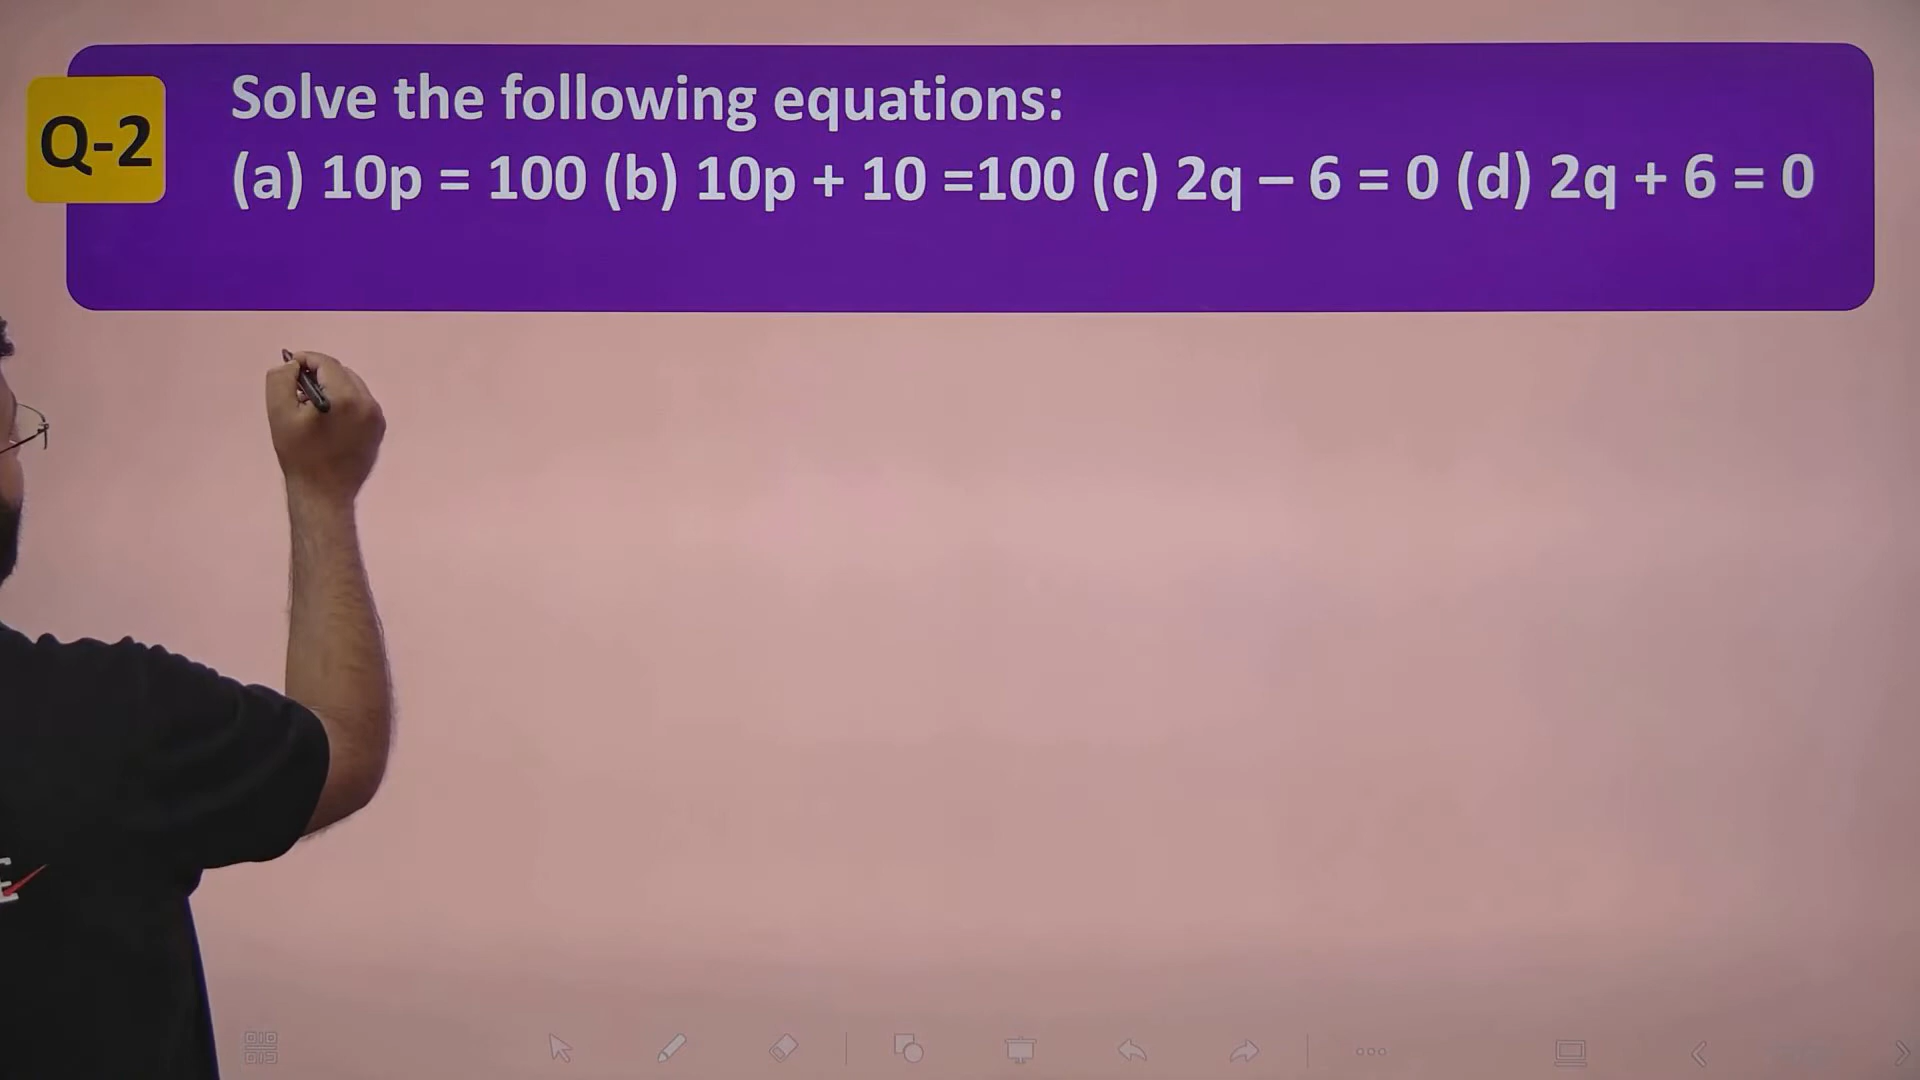 Q-2
Solve the following equations:
(a) 10p = 100 (b) 10p + 10 =100 (c) 2q – 6 = 0 (d) 2q + 6 = 0